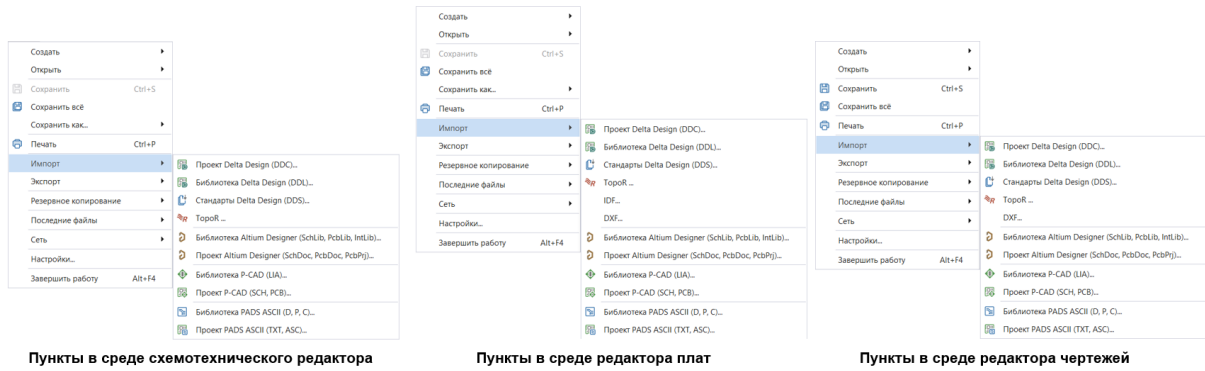 Создать
Открыть
Сохранить Ctrl+S
Сохранить всё
Сохранить как...
Печать Ctrl+P
Импорт
Экспорт
Резервное копирование
Последние файлы
Сеть
Настройки...
Завершить работу Alt+F4
Проект Delta Design (DDC)...
Библиотека Delta Design (DDL)...
Стандарты Delta Design (DDS)...
TopoR ...
Библиотека Altium Designer (SchLib, PcbLib, IntLib)...
Проект Altium Designer (SchDoc, PcbDoc, PcbPrj)...
Библиотека P-CAD (LIA)...
Проект P-CAD (SCH, PCB)...
Библиотека PADS ASCII (D, P, C)...
Проект PADS ASCII (TXT, ASC)...
Пункты в среде схемотехнического редактора
Создать
Открыть
Сохранить Ctrl+S
Сохранить всё
Сохранить как...
Печать Ctrl+P
Импорт
Экспорт
Резервное копирование
Последние файлы
Сеть
Настройки...
Завершить работу Alt+F4
Проект Delta Design (DDC)...
Библиотека Delta Design (DDL)...
Стандарты Delta Design (DDS)...
TopoR ...
IDF...
DXF...
Библиотека Altium Designer (SchLib, PcbLib, IntLib)...
Проект Altium Designer (SchDoc, PcbDoc, PcbPrj)...
Библиотека P-CAD (LIA)...
Проект P-CAD (SCH, PCB)...
Библиотека PADS ASCII (D, P, C)...
Проект PADS ASCII (TXT, ASC)...
Пункты в среде редактора плат
Создать
Открыть
Сохранить Ctrl+S
Сохранить всё
Печать Ctrl+P
Импорт
Экспорт
Резервное копирование
Последние файлы
Сеть
Настройки...
Завершить работу Alt+F4
Проект Delta Design (DDC)...
Библиотека Delta Design (DDL)...
Стандарты Delta Design (DDS)...
TopoR ...
DXF...
Библиотека Altium Designer (SchLib, PcbLib, IntLib)...
Проект Altium Designer (SchDoc, PcbDoc, PcbPrj)...
Библиотека P-CAD (LIA)...
Проект P-CAD (SCH, PCB)...
Библиотека PADS ASCII (D, P, C)...
Проект PADS ASCII (TXT, ASC)...
Пункты в среде редактора чертежей